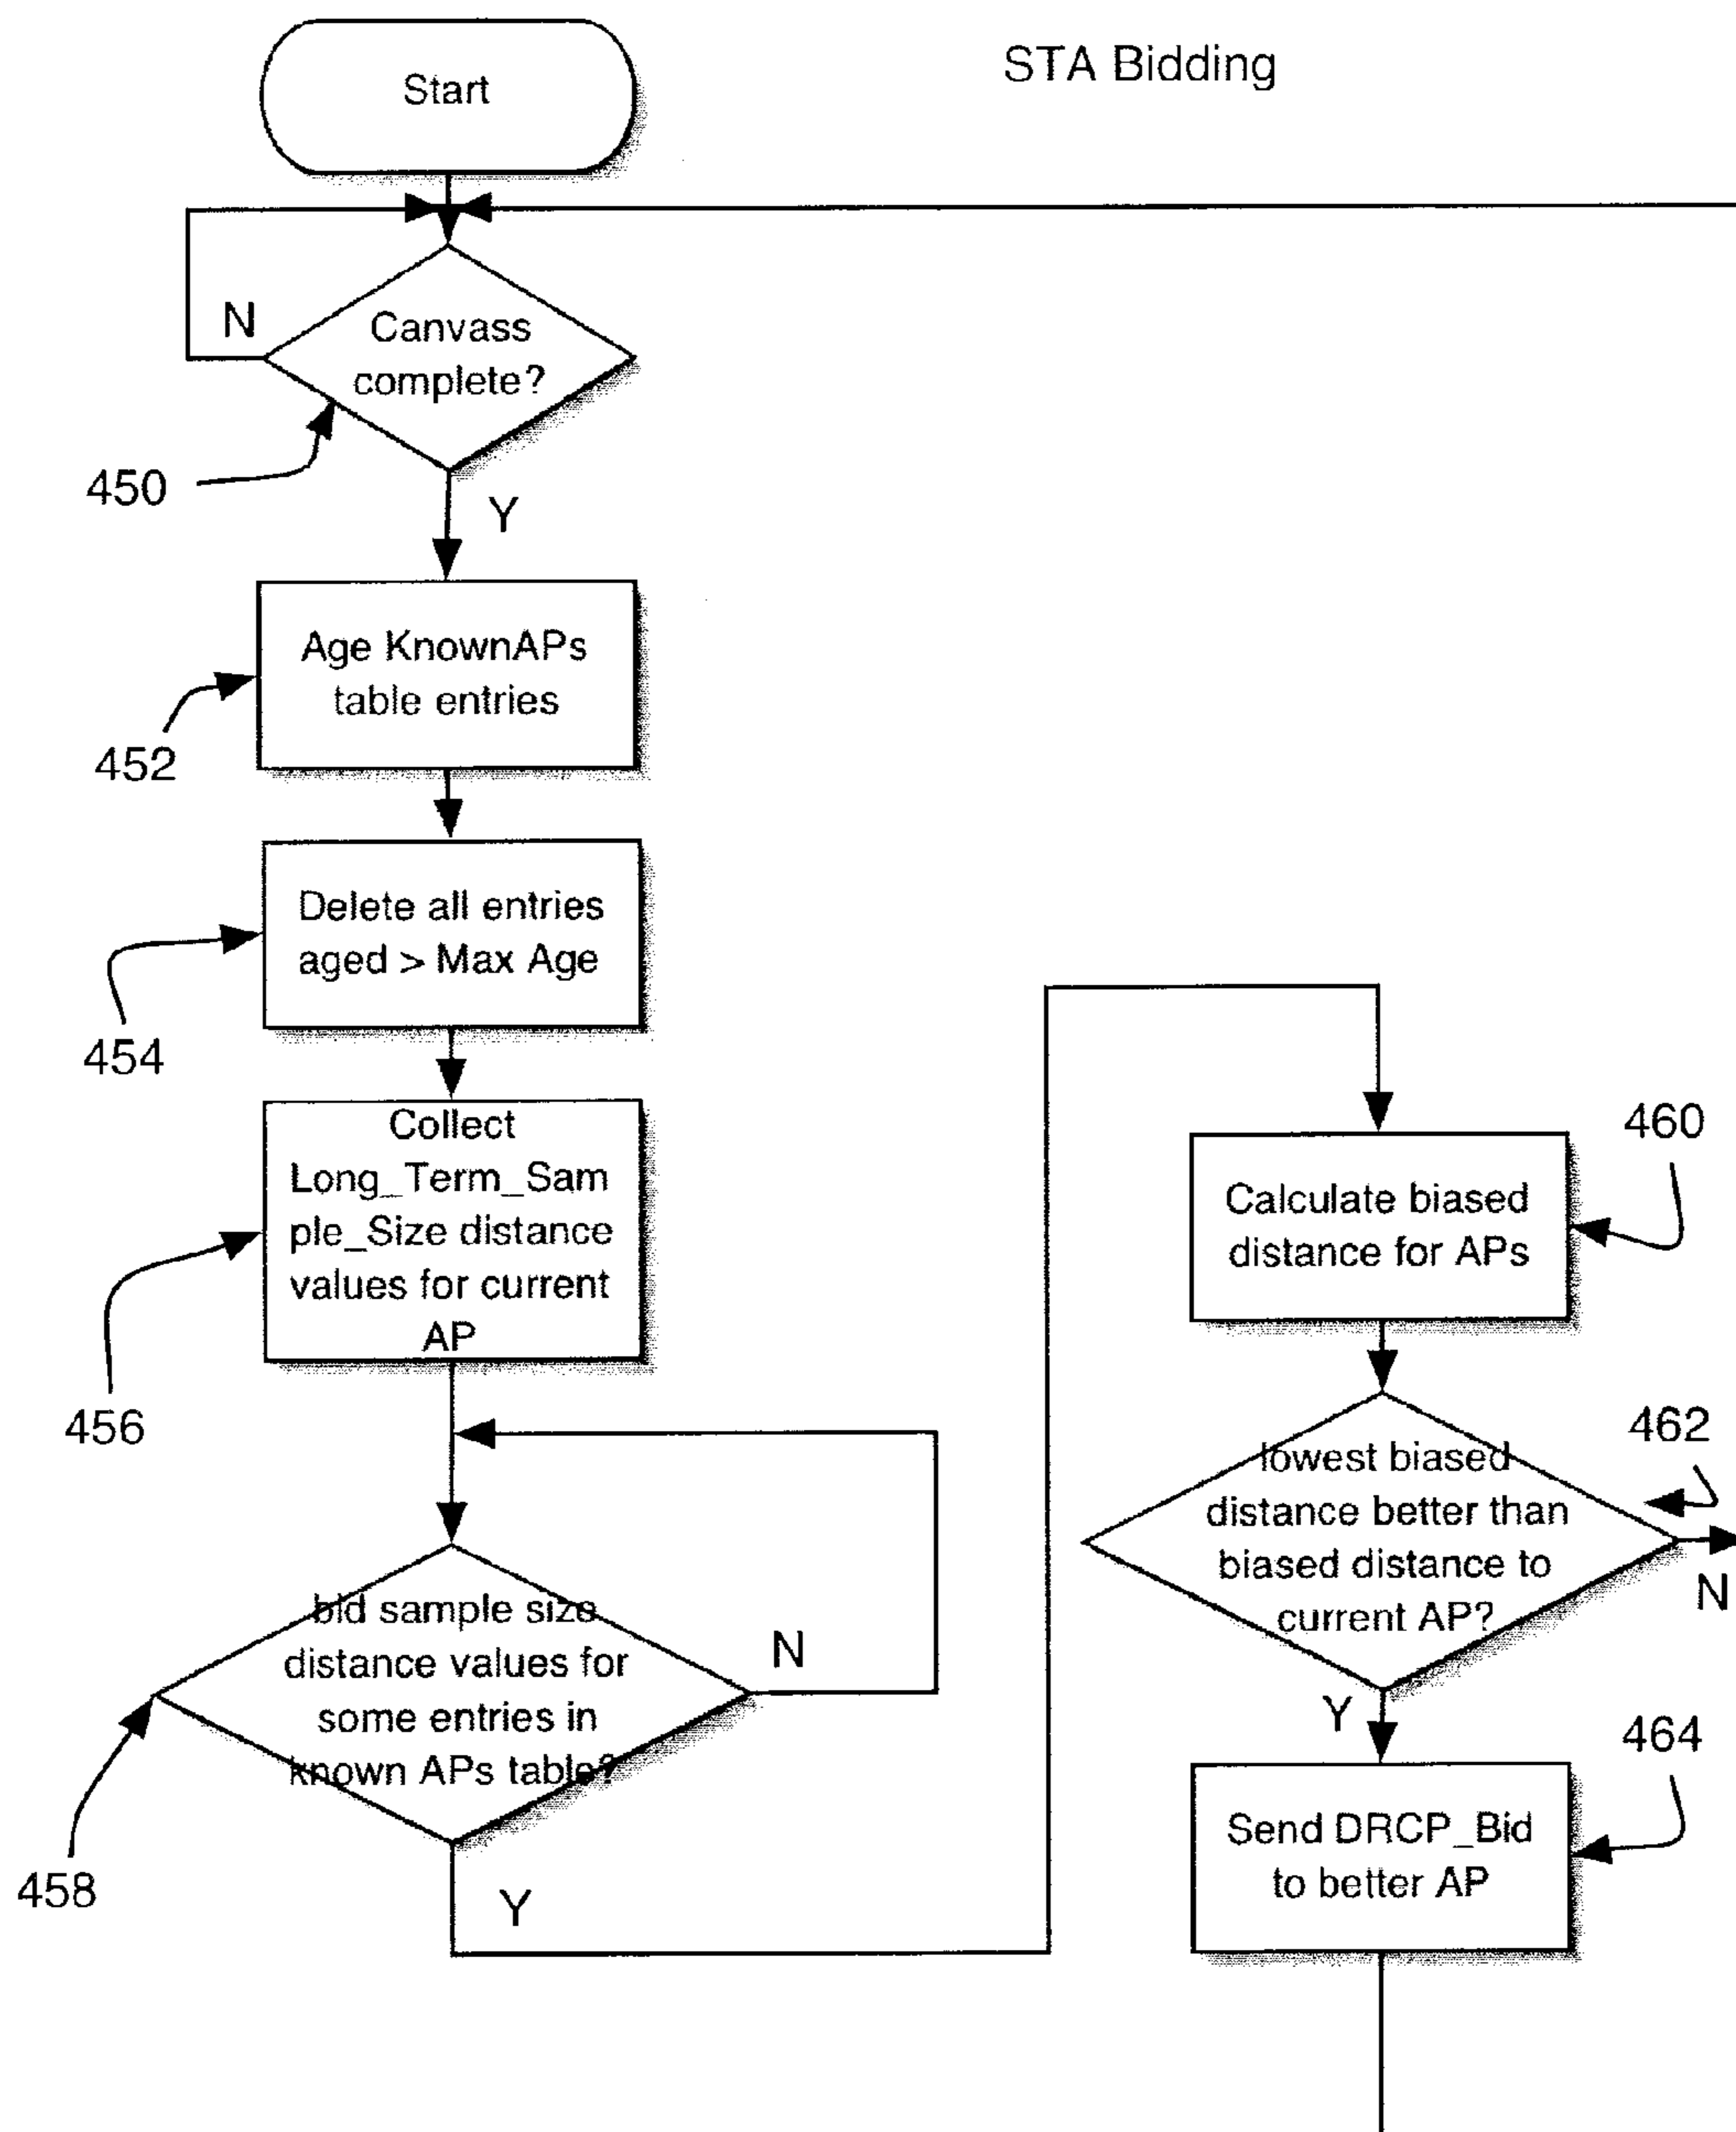 STA Bidding
Start
Canvass
complete?
N
450
Y
Age KnownAPs
table entries
452
Delete all entries
aged > Max Age
454
Collect
Long_Term_Sam
ple_Size distance
values for current
AP
456
bid sample size
distance values for
some entries in
known APs table?
N
458
Y
460
Calculate biased
distance for APs
462
lowest biased
distance better than
biased distance to
current AP?
N
Y
464
Send DRCP_Bid
to better AP